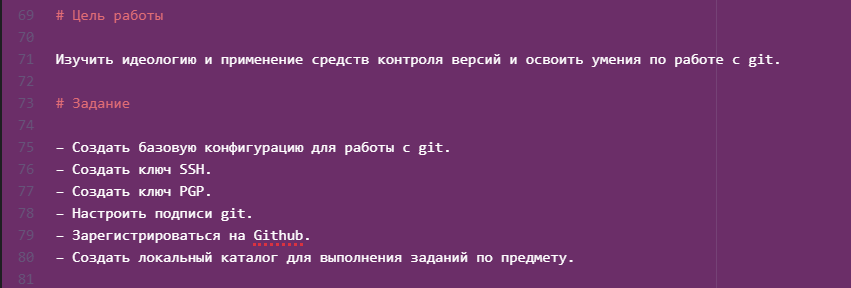 69 # Цель работы
70
71 Изучить идеологию и применение средств контроля версий и освоить умения по работе с git.
72
73 # Задание
74
75 - Создать базовую конфигурацию для работы с git.
76 - Создать ключ SSH.
77 - Создать ключ PGP.
78 - Настроить подписи git.
79 - Зарегистрироваться на Github.
80 - Создать локальный каталог для выполнения заданий по предмету.
81